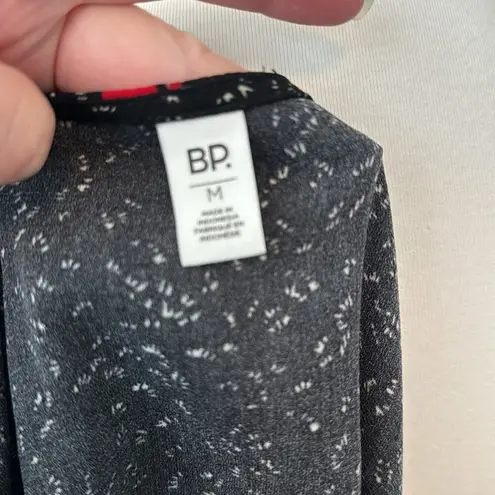 BP.
M
MADE IN
INDONESIA
FABRIQUÉ EN
INDONÉSIE